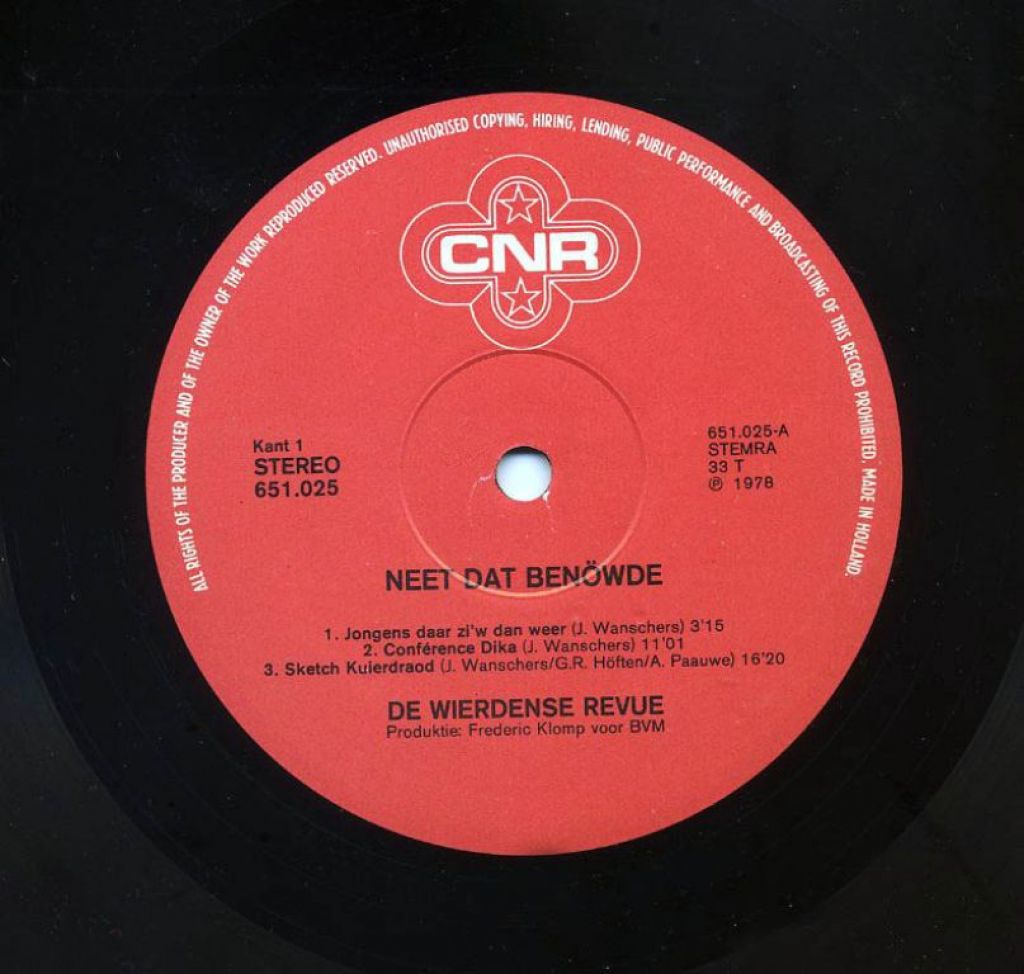 ALL RIGHTS OF THE PRODUCER AND OF THE OWNER OF THE WORK REPRODUCED RESERVED. UNAUTHORISED COPYING, HIRING, LENDING, PUBLIC PERFORMANCE AND BROADCASTING OF THIS RECORD PROHIBITED. MADE IN HOLLAND.
CNR
Kant 1
STEREO
651.025
651.025-A
STEMRA
33 T
℗ 1978
NEET DAT BENÖWDE
1. Jongens daar zi'w dan weer (J. Wanschers) 3'15
2. Conférence Dika (J. Wanschers) 11'01
3. Sketch Kuierdraod (J. Wanschers/G.R. Höften/A. Paauwe) 16'20
DE WIERDENSE REVUE
Produktie: Frederic Klomp voor BVM